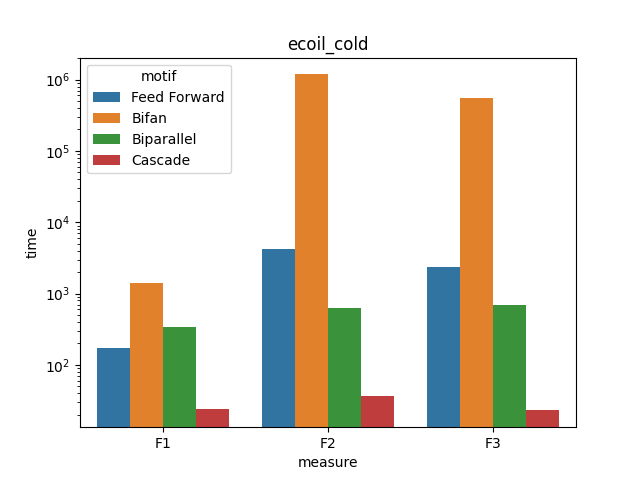 ecoil_cold
motif
Feed Forward
Bifan
Biparallel
Cascade
10^6
10^5
10^4
10^3
10^2
time
F1 F2 F3
measure